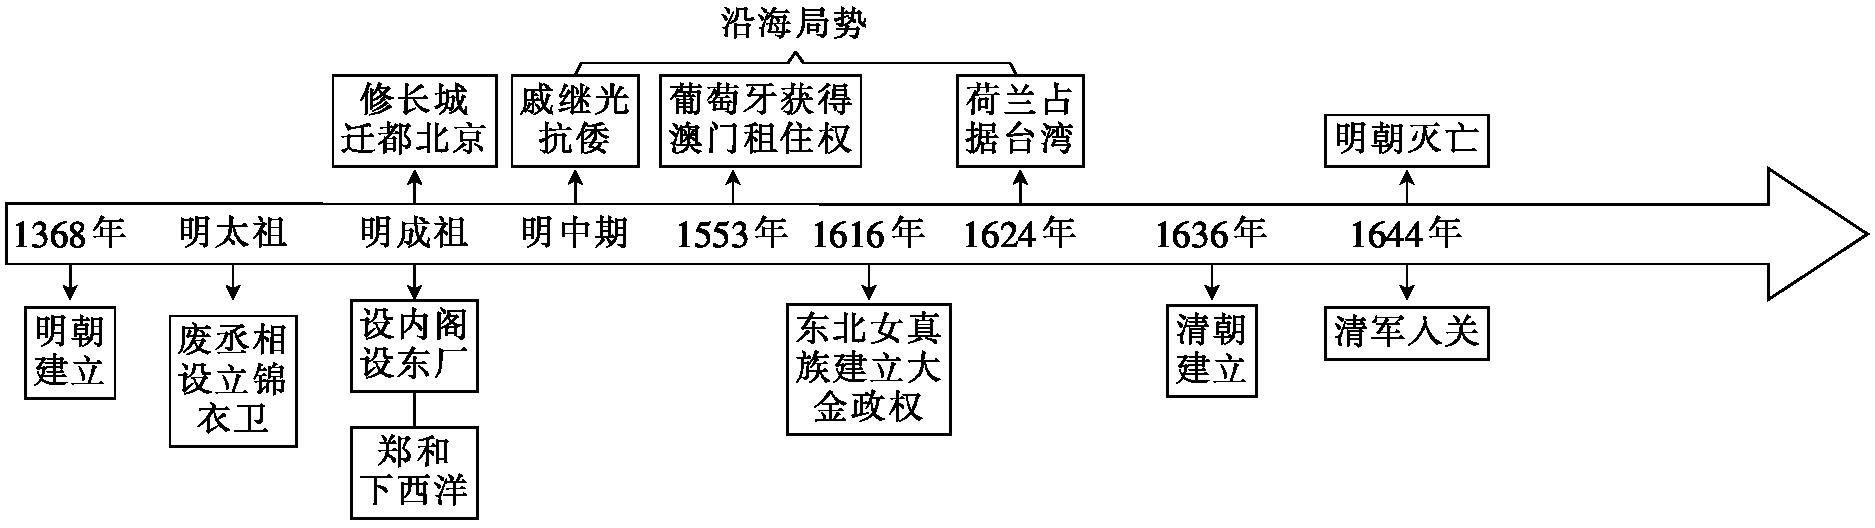 沿海局势
修长城
迁都北京
戚继光
抗倭
葡萄牙获得
澳门租住权
荷兰占
据台湾
明朝灭亡
1368年 明太祖 明成祖 明中期 1553年 1616年 1624年 1636年 1644年
明朝
建立
废丞相
设立锦
衣卫
设内阁
设东厂
郑和
下西洋
东北女真
族建立大
金政权
清朝
建立
清军入关